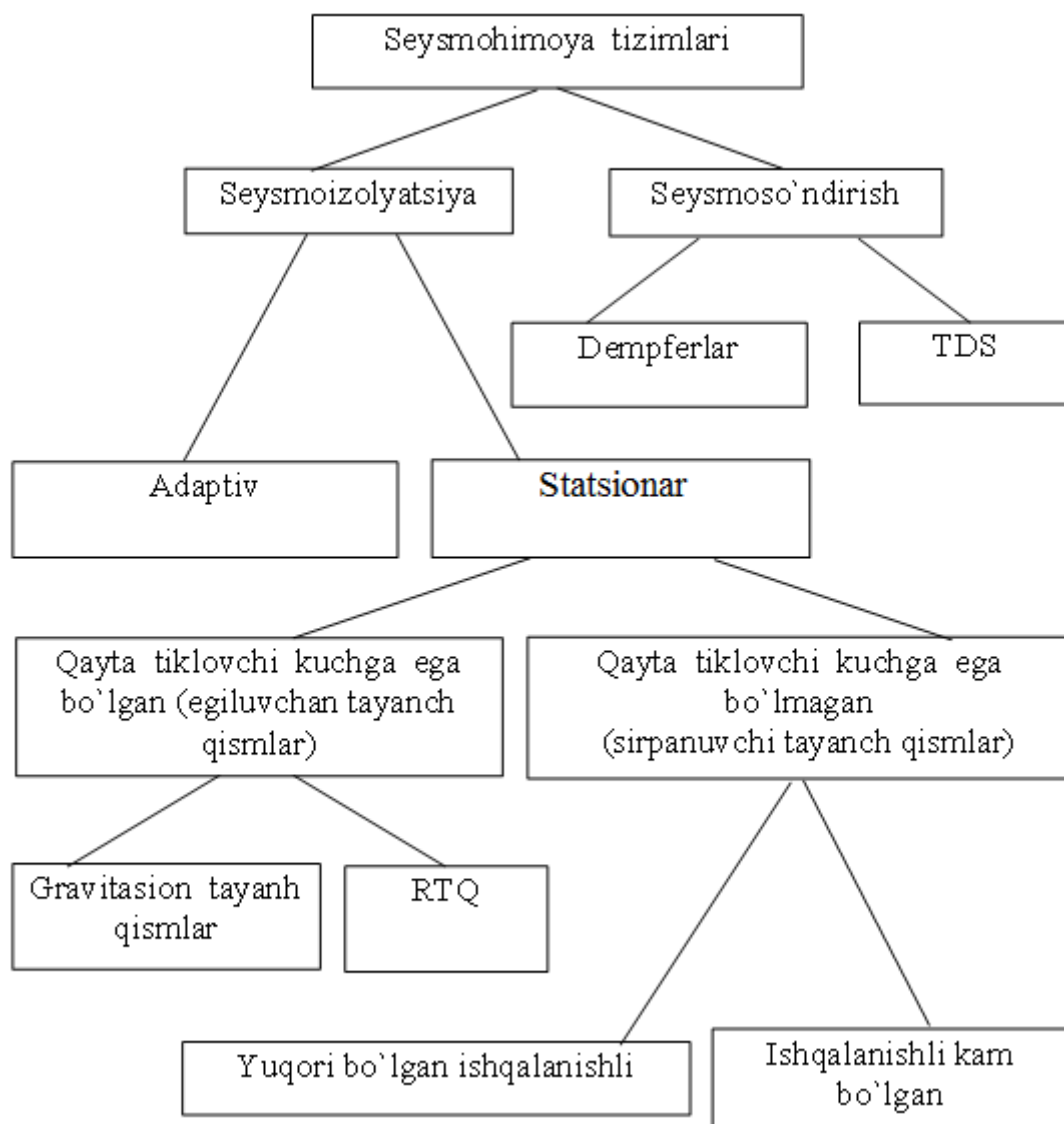 Seysmohimoya tizimlari
Seysmoizolyatsiya
Seysmoso`ndirish
Dempferlar
TDS
Adaptiv
Statsionar
Qayta tiklovchi kuchga ega
bo`lgan (egiluvchan tayanch
qismlar)
Qayta tiklovchi kuchga ega
bo`lmagan
(sirpanuvchi tayanch qismlar)
Gravitasion tayanh
qismlar
RTQ
Yuqori bo`lgan ishqalanishli
Ishqalanishli kam
bo`lgan